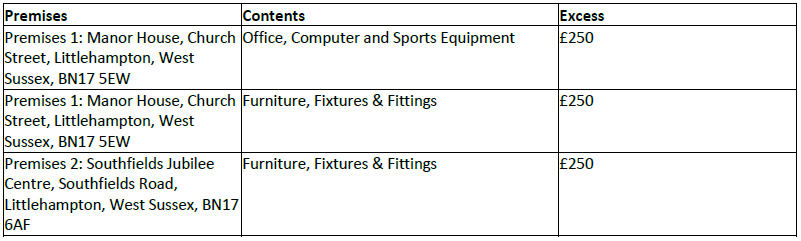 Premises Contents Excess
Premises 1: Manor House, Church Office, Computer and Sports Equipment £250
Street, Littlehampton, West
Sussex, BN17 5EW
Premises 1: Manor House, Church Furniture, Fixtures & Fittings £250
Street, Littlehampton, West
Sussex, BN17 5EW
Premises 2: Southfields Jubilee Furniture, Fixtures & Fittings £250
Centre, Southfields Road,
Littlehampton, West Sussex, BN17
6AF